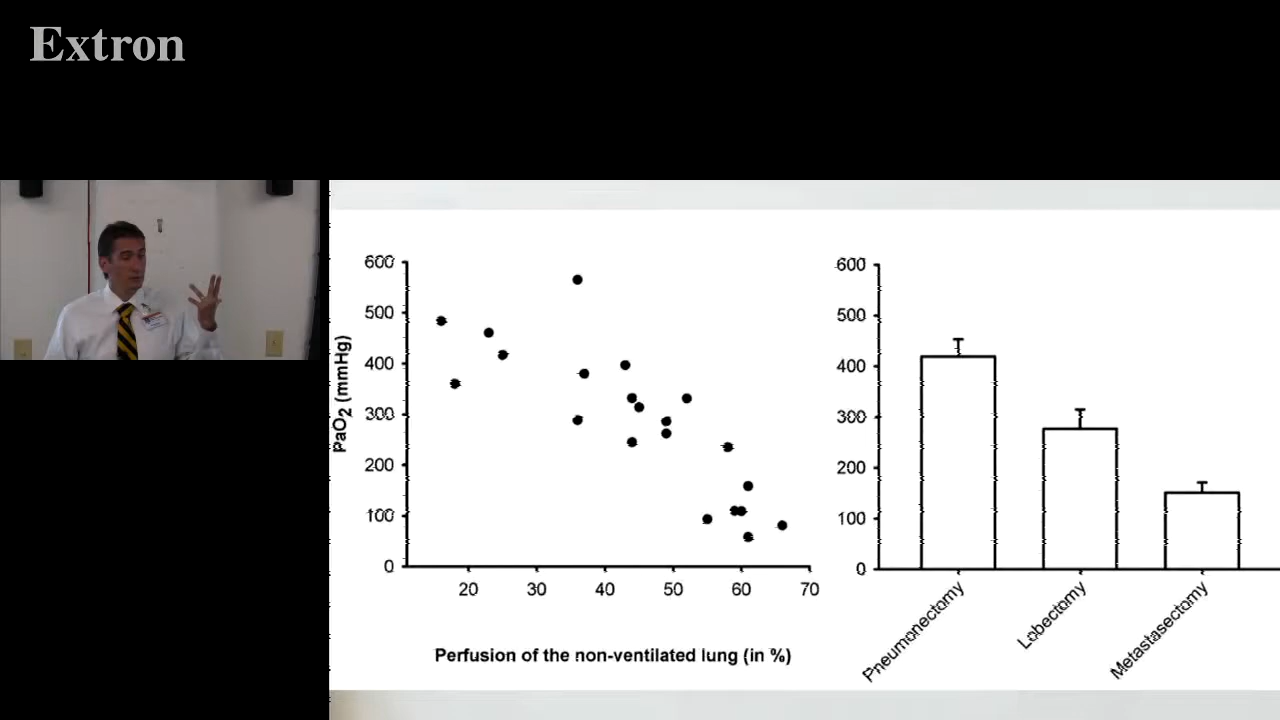 Extron
600
500
400
300
200
100
0
PaO2 (mmHg)
20 30 40 50 60 70
Perfusion of the non-ventilated lung (in %)
600
500
400
300
200
100
0
Pneumonectomy
Lobectomy
Metastasectomy